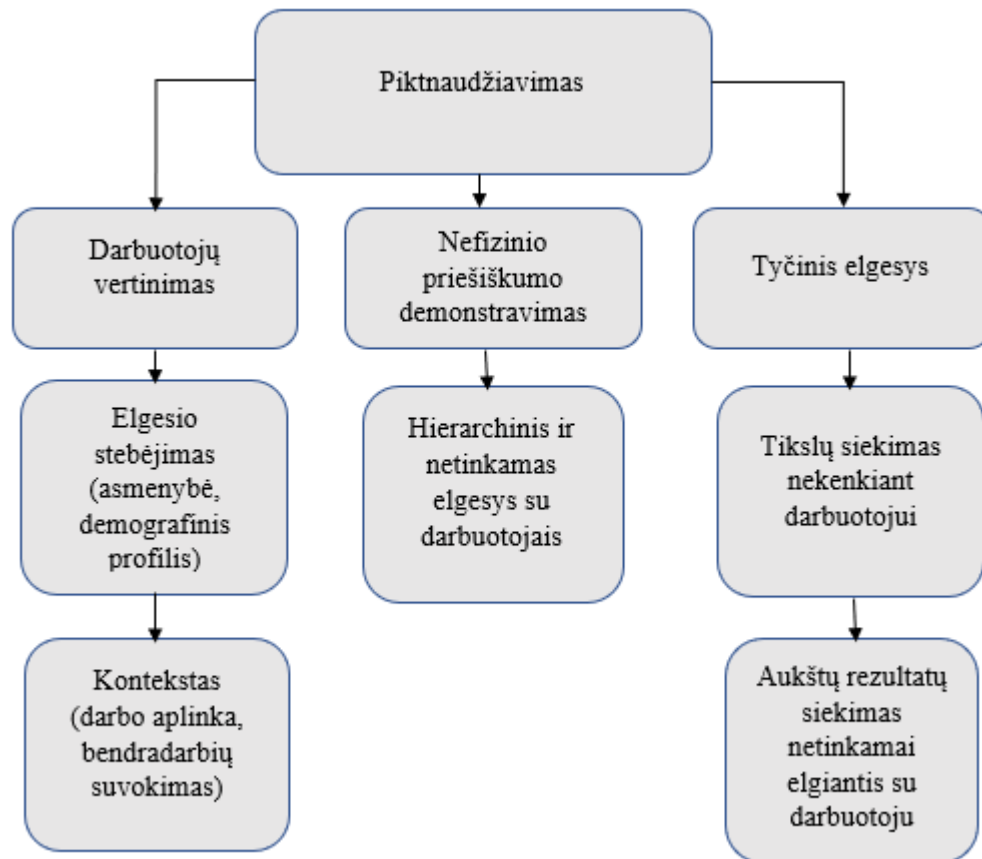 Piktnaudžiavimas
Darbuotojų
vertinimas
Nefizinio
priešiškumo
demonstravimas
Tyčinis elgesys
Elgesio
stebėjimas
(asmenybė,
demografinis
profilis)
Hierarchinis ir
netinkamas
elgesys su
darbuotojais
Tikslų siekimas
nekenkiant
darbuotojui
Kontekstas
(darbo aplinka,
bendradarbių
suvokimas)
Aukštų rezultatų
siekimas
netinkamai
elgiantis su
darbuotoju